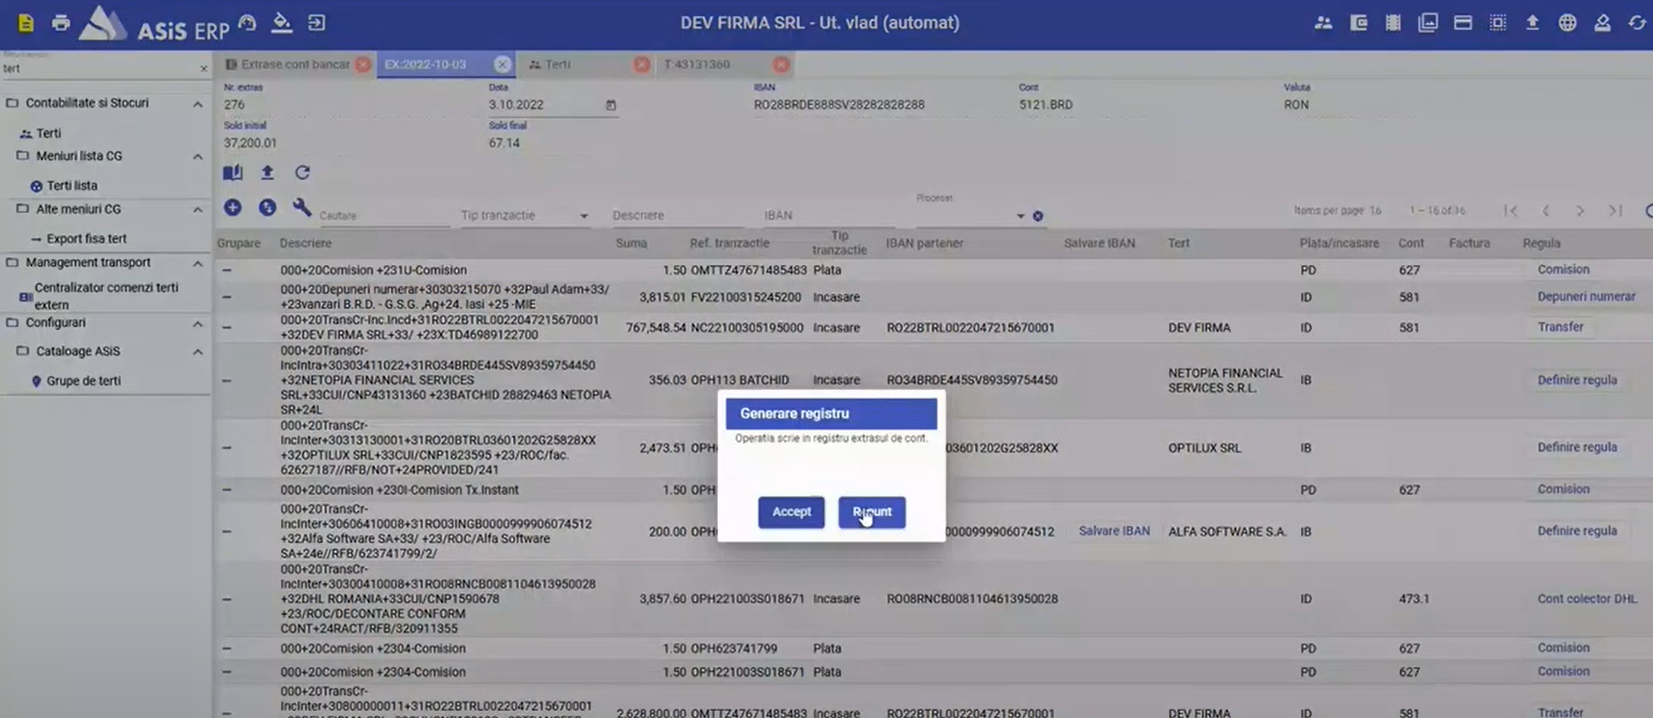 ASiS ERP
DEV FIRMA SRL - Ut. vlad (automat)
tert
Contabilitate si Stocuri
Terti
Meniuri lista CG
Terti lista
Alte meniuri CG
Export fisa tert
Management transport
Centralizator comenzi terti
extern
Configurari
Cataloage ASiS
Grupe de terti
Extrase cont bancar
EX:2022-10-03
Terti
T:43131360
Nr. extras
276
Data
3.10.2022
IBAN
RO28BRDE888SV28282828288
Cont
5121.BRD
Valuta
RON
Sold initial
37,200.01
Sold final
67.14
Cautare
Tip tranzactie
Descriere
IBAN
Procesat
Items per page 16
1 – 16 of 16
Grupare Descriere Suma Ref. tranzactie Tip tranzactie IBAN partener Salvare IBAN Tert Plata/incasare Cont Factura Regula
000+20Comision +231U-Comision 1.50 OMTTZ47671485483 Plata PD 627 Comision
000+20Depuneri numerar+30303215070 +32Paul Adam+33/
+23vanzari B.R.D. - G.S.G. ,Ag+24. Iasi +25 -MIE
3,815.01 FV22100315245200 Incasare ID 581 Depuneri numerar
000+20TransCr-Inc.Incd+31RO22BTRL0022047215670001
+32DEV FIRMA SRL+33/ +23X:TD46989122700
767,548.54 NC22100305195000 Incasare RO22BTRL0022047215670001 DEV FIRMA ID 581 Transfer
000+20TransCr-
IncIntra+30303411022+31RO34BRDE445SV89359754450
+32NETOPIA FINANCIAL SERVICES
SRL+33CUI/CNP43131360 +23BATCHID 28829463 NETOPIA
SR+24L
356.03 OPH113 BATCHID Incasare RO34BRDE445SV89359754450 NETOPIA FINANCIAL
SERVICES S.R.L. IB Definire regula
000+20TransCr-
IncInter+30313130001+31RO20BTRL03601202G25828XX
+32OPTILUX SRL+33CUI/CNP1823595 +23/ROC/fac.
62627187//RFB/NOT+24PROVIDED/241
2,473.51 OPH 03601202G25828XX OPTILUX SRL IB Definire regula
000+20Comision +230I-Comision Tx.Instant 1.50 OPH PD 627 Comision
000+20TransCr-
IncInter+30606410008+31RO03INGB0000999906074512
+32Alfa Software SA+33/ +23/ROC/Alfa Software
SA+24e//RFB/623741799/2/
200.00 OPH 0000999906074512 Salvare IBAN ALFA SOFTWARE S.A. IB Definire regula
000+20TransCr-
IncInter+30300410008+31RO08RNCB0081104613950028
+32DHL ROMANIA+33CUI/CNP1590678
+23/ROC/DECONTARE CONFORM
CONT+24RACT/RFB/320911355
3,857.60 OPH221003S018671 Incasare RO08RNCB0081104613950028 ID 473.1 Cont colector DHL
000+20Comision +2304-Comision 1.50 OPH623741799 Plata PD 627 Comision
000+20Comision +2304-Comision 1.50 OPH221003S018671 Plata PD 627 Comision
000+20TransCr-
IncInter+30800000011+31RO22BTRL0022047215670001
2,628,800.00 OMTTZ47671485483 Incasare RO22BTRL0022047215670001 DEV FIRMA ID 581 Transfer
Generare registru
Operatia scrie in registru extrasul de cont.
Accept
Renunt